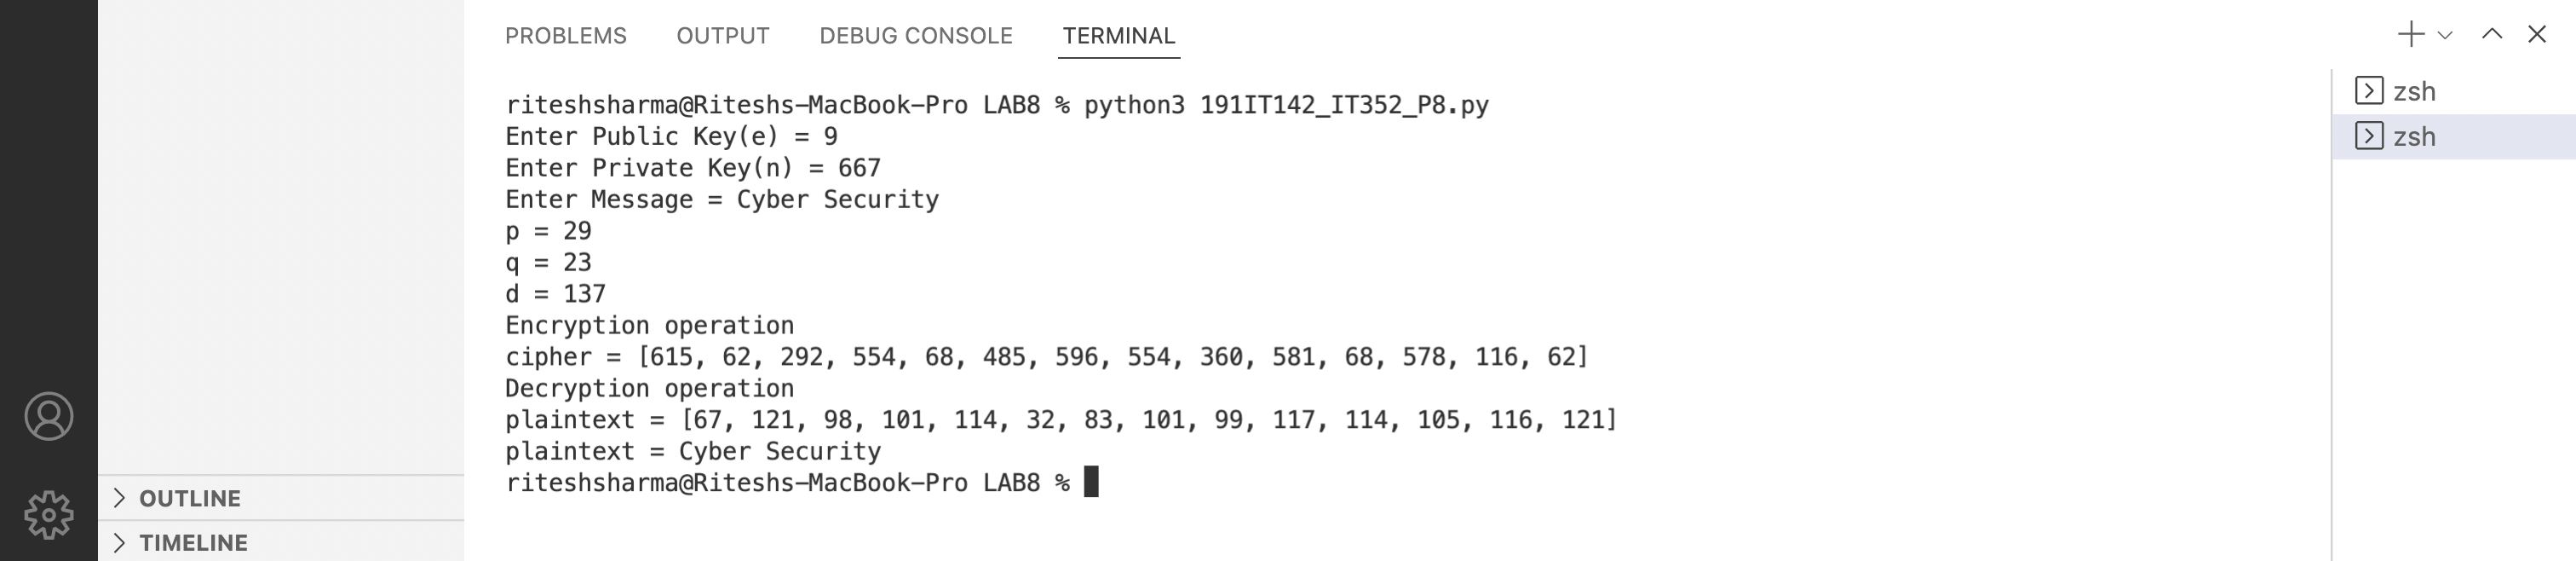 PROBLEMS OUTPUT DEBUG CONSOLE TERMINAL
riteshsharma@Riteshs-MacBook-Pro LAB8 % python3 191IT142_IT352_P8.py
Enter Public Key(e) = 9
Enter Private Key(n) = 667
Enter Message = Cyber Security
p = 29
q = 23
d = 137
Encryption operation
cipher = [615, 62, 292, 554, 68, 485, 596, 554, 360, 581, 68, 578, 116, 62]
Decryption operation
plaintext = [67, 121, 98, 101, 114, 32, 83, 101, 99, 117, 114, 105, 116, 121]
plaintext = Cyber Security
riteshsharma@Riteshs-MacBook-Pro LAB8 %
zsh
zsh
OUTLINE
TIMELINE